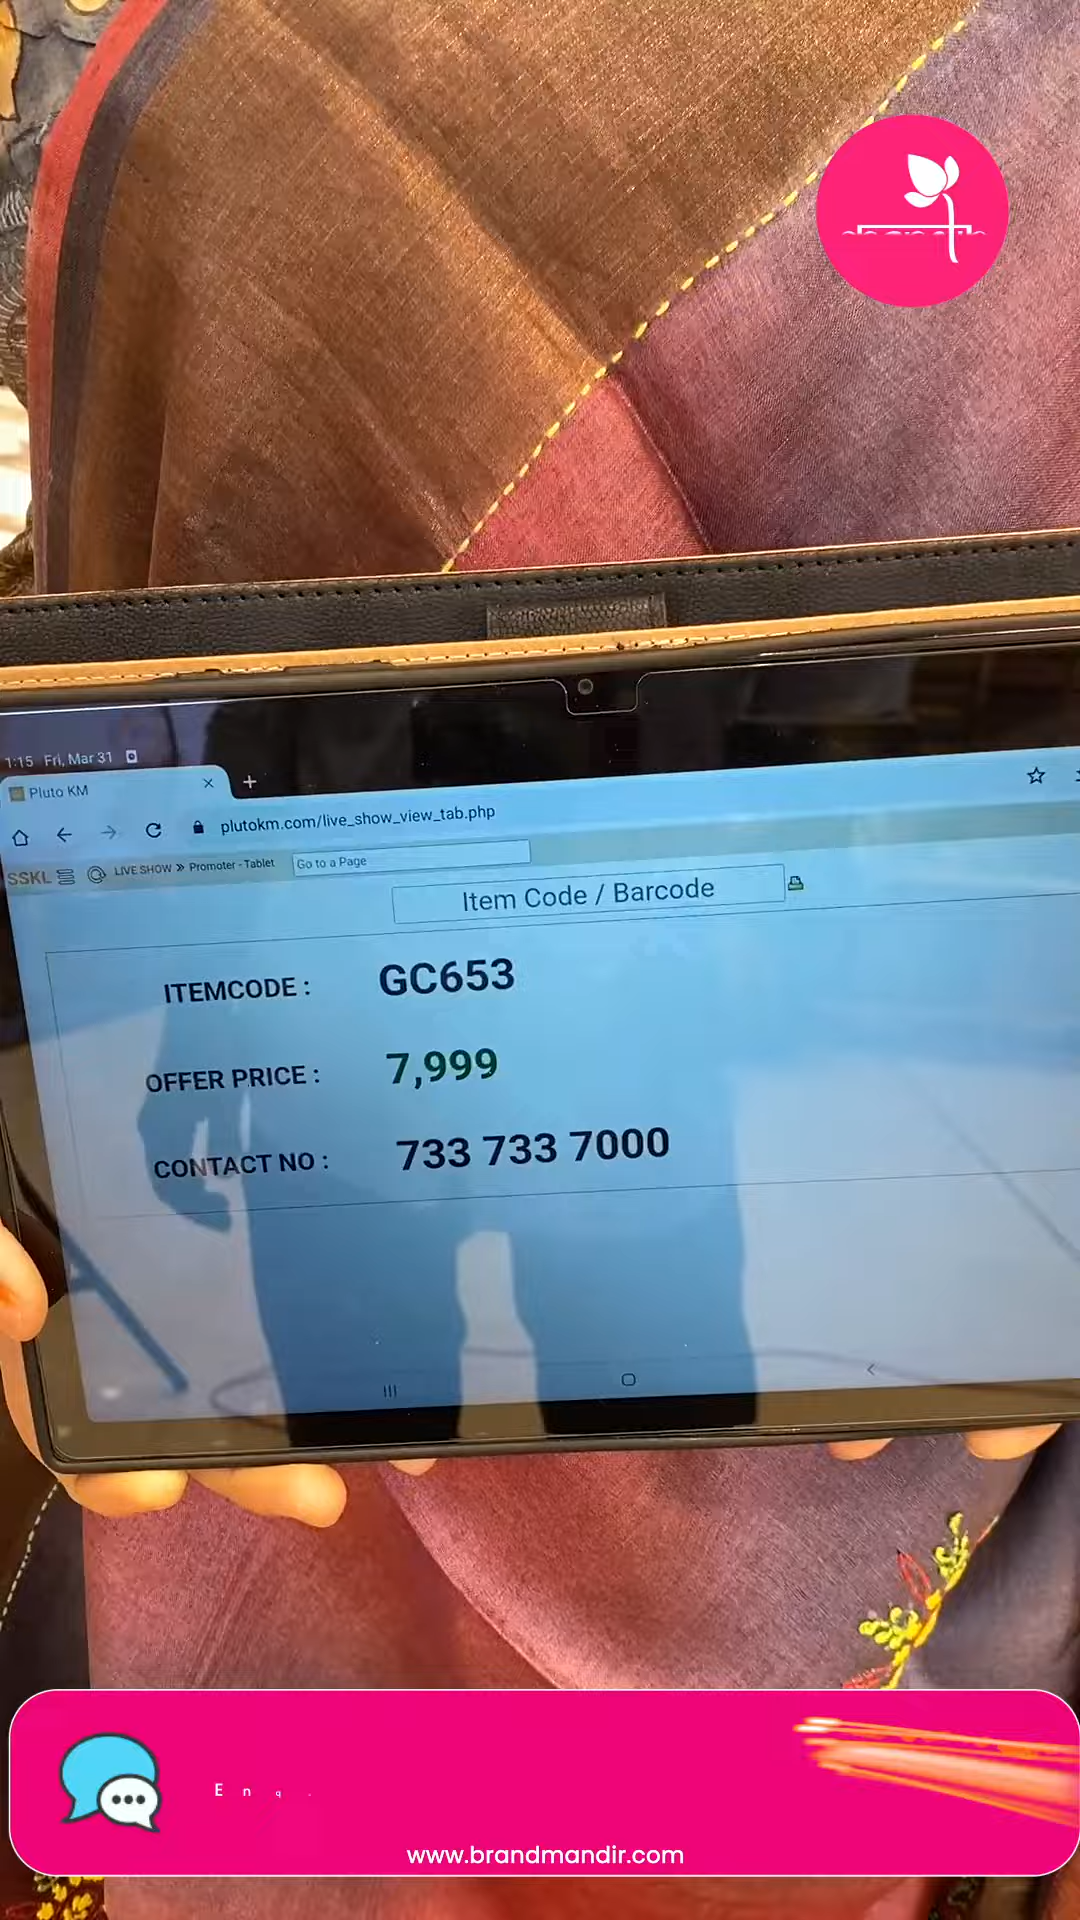 1:15 Fri, Mar 31
Pluto KM
plutokm.com/live_show_view_tab.php
SSKL LIVE SHOW » Promoter - Tablet Go to a Page
Item Code / Barcode
ITEMCODE : GC653
OFFER PRICE : 7,999
CONTACT NO : 733 733 7000
E n q
www.brandmandir.com